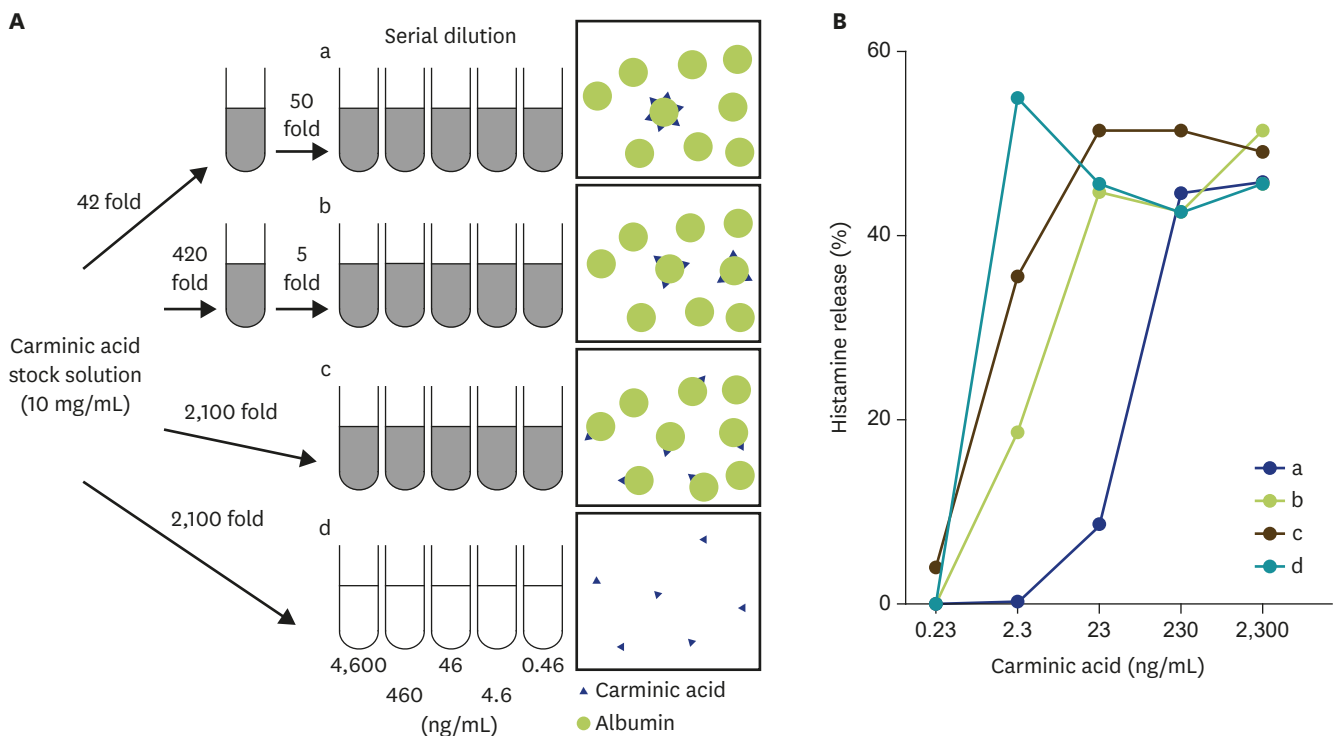 A
Serial dilution
a
50
fold
42 fold
b
420
fold
5
fold
Carminic acid
stock solution
(10 mg/mL)
c
2,100 fold
2,100 fold
d
4,600
46
0.46
460
4.6
(ng/mL)
Carminic acid
Albumin
B
60
40
20
0
Histamine release (%)
0.23
2.3
23
230
2,300
Carminic acid (ng/mL)
a
b
c
d